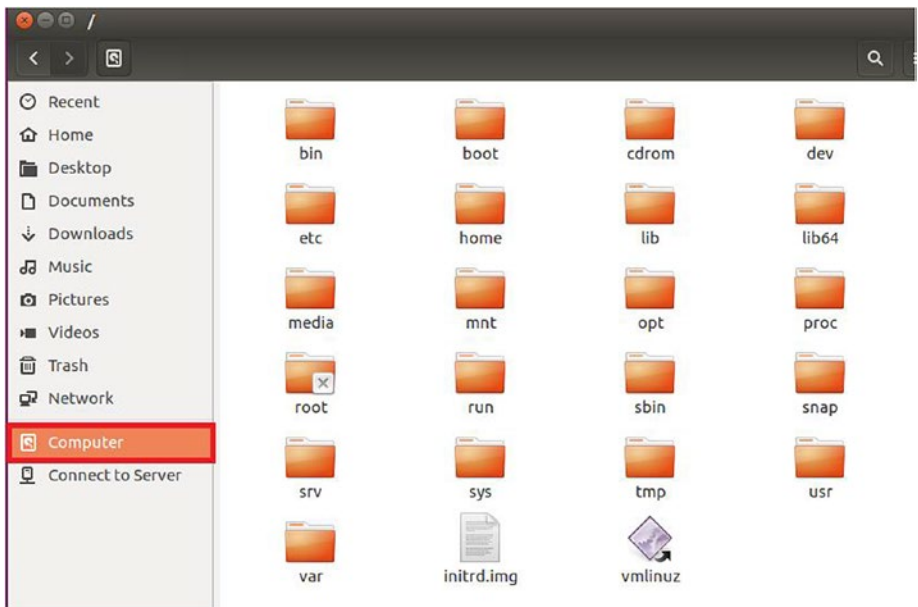 /
Recent
Home
Desktop
Documents
Downloads
Music
Pictures
Videos
Trash
Network
Computer
Connect to Server
bin boot cdrom dev
etc home lib lib64
media mnt opt proc
root run sbin snap
srv sys tmp usr
var initrd.img vmlinuz